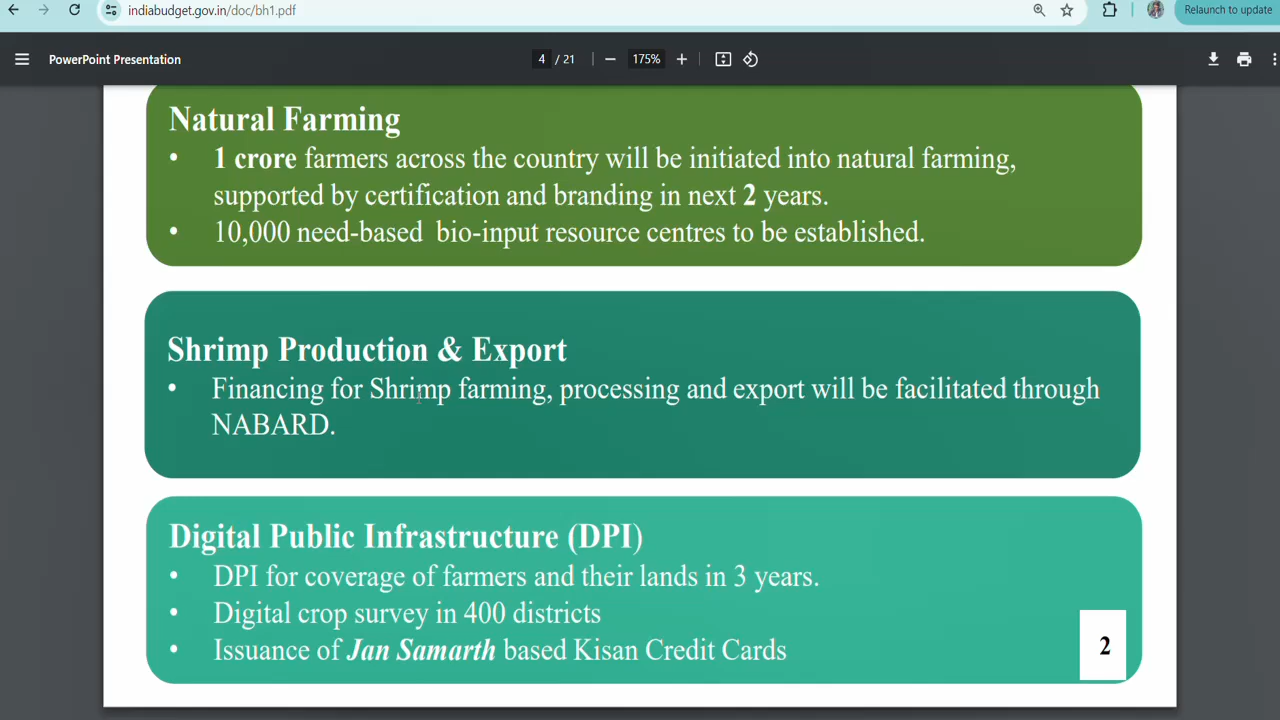 indiabudget.gov.in/doc/bh1.pdf
Relaunch to update
PowerPoint Presentation
4 / 21
175%
Natural Farming
• 1 crore farmers across the country will be initiated into natural farming,
supported by certification and branding in next 2 years.
• 10,000 need-based bio-input resource centres to be established.
Shrimp Production & Export
• Financing for Shrimp farming, processing and export will be facilitated through
NABARD.
Digital Public Infrastructure (DPI)
• DPI for coverage of farmers and their lands in 3 years.
• Digital crop survey in 400 districts
• Issuance of Jan Samarth based Kisan Credit Cards
2